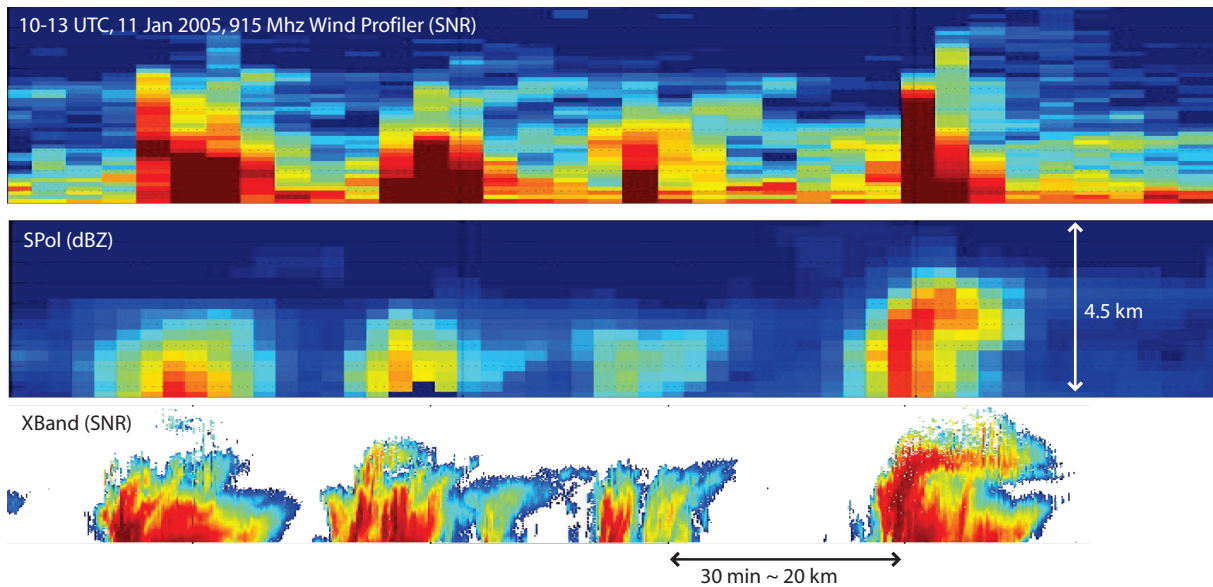 10-13 UTC, 11 Jan 2005, 915 Mhz Wind Profiler (SNR)
SPol (dBZ)
4.5 km
XBand (SNR)
30 min ~ 20 km